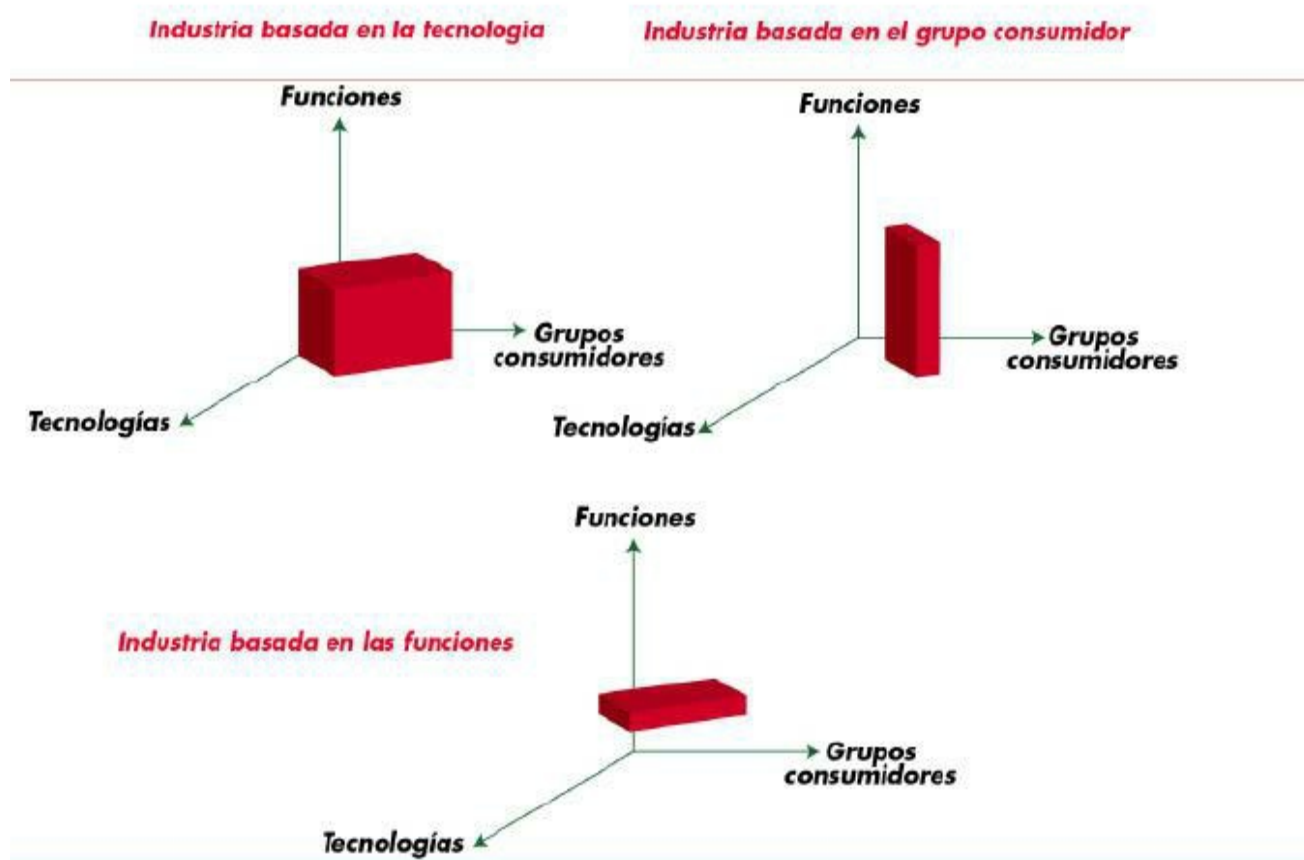 Industria basada en la tecnología
Industria basada en el grupo consumidor
Funciones
Grupos
consumidores
Tecnologías
Funciones
Grupos
consumidores
Tecnologías
Funciones
Industria basada en las funciones
Grupos
consumidores
Tecnologías